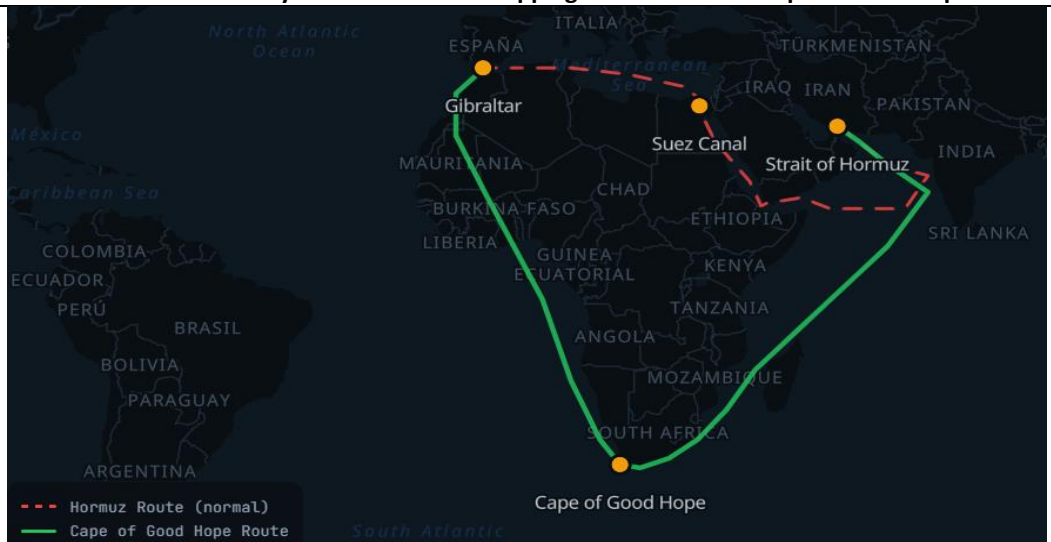 North Atlantic
Ocean
ITALIA
ESPAÑA
TÜRKMENISTAN
Mediterranean
Sea
IRAQ
IRAN
PAKISTAN
Gibraltar
Mexico
Suez Canal
INDIA
MAURITANIA
Strait of Hormuz
Caribbean Sea
CHAD
BURKINA FASO
ETHIOPIA
LIBERIA
SRI LANKA
COLOMBIA
GUINEA
ECUATORIAL
KENYA
ECUADOR
PERÚ
TANZANIA
BRASIL
ANGOLA
BOLIVIA
MOZAMBIQUE
PARAGUAY
SOUTH AFRICA
ARGENTINA
Cape of Good Hope
Hormuz Route (normal)
Cape of Good Hope Route
South Atlantic